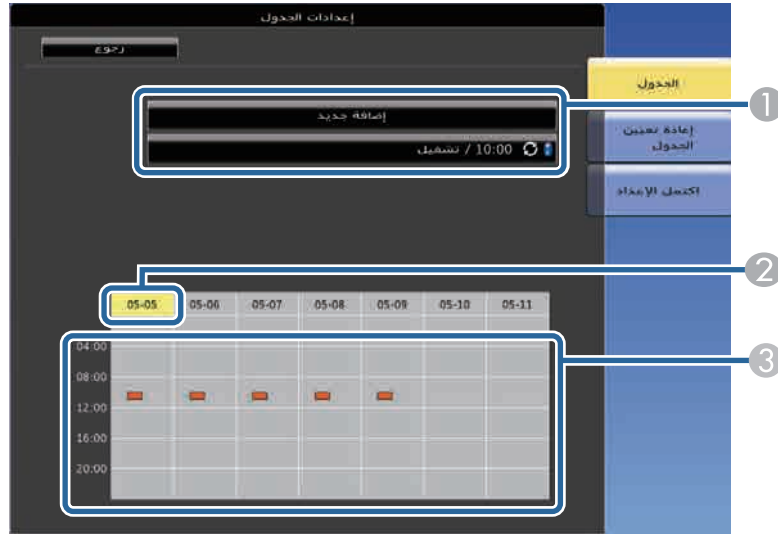 إعدادات الجدول
رجوع
الجدول
إعادة تعيين
الجدول
اكتمل الإعداد
إضافة جديد
10:00 / تشغيل
1
2
3
05-05 05-06 05-07 05-08 05-09 05-10 05-11
04:00
08:00
12:00
16:00
20:00